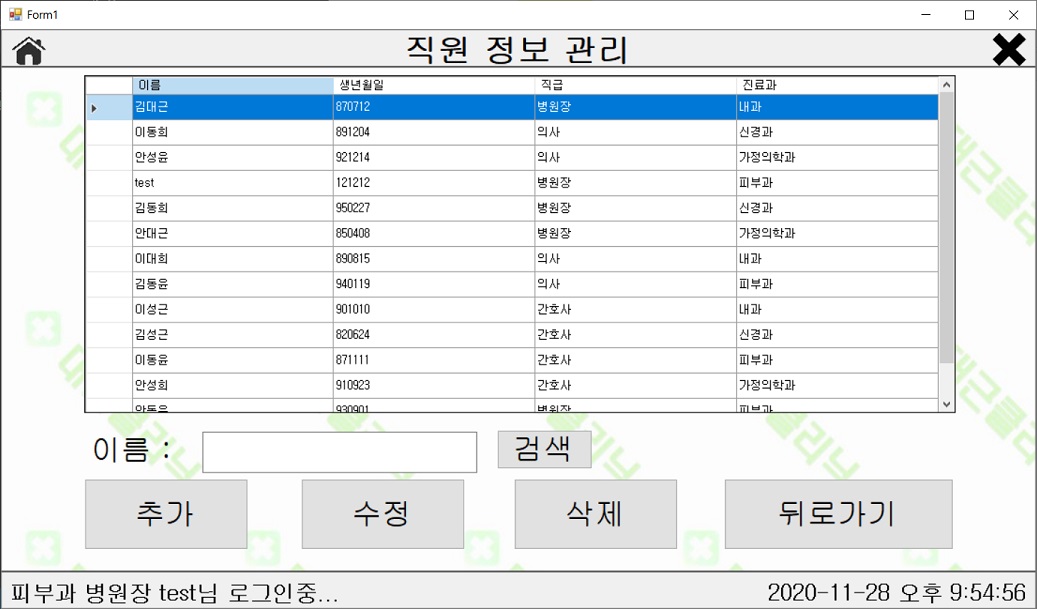 Form1
직원 정보 관리
이름 생년월일 직급 진료과
김대근 870712 병원장 내과
이동희 891204 의사 신경과
안성윤 921214 의사 가정의학과
test 121212 병원장 피부과
김동희 950227 병원장 신경과
안대근 850408 병원장 가정의학과
이대희 890815 의사 내과
김동윤 940119 의사 피부과
이성근 901010 간호사 내과
김성근 820624 간호사 신경과
이동윤 871111 간호사 피부과
안성희 910923 간호사 가정의학과
안동윤 930901 병원장 피부과
이름 : 검색
추가 수정 삭제 뒤로가기
피부과 병원장 test님 로그인중... 2020-11-28 오후 9:54:56